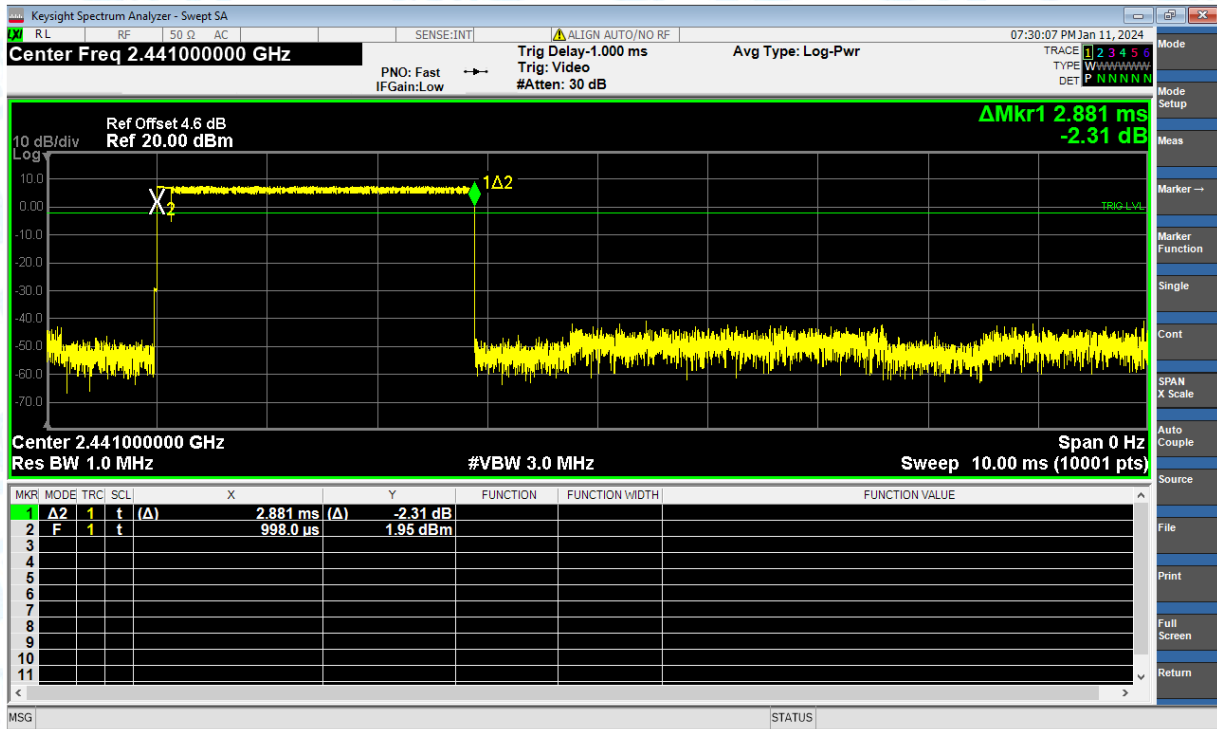 Keysight Spectrum Analyzer - Swept SA
LXI RL RF 50 Ω AC SENSE:INT ALIGN AUTO/NO RF 07:30:07 PM Jan 11, 2024
Center Freq 2.441000000 GHz
Trig Delay-1.000 ms
Avg Type: Log-Pwr
TRACE 1 2 3 4 5 6
PNO: Fast
Trig: Video
TYPE WWWWWW
IFGain:Low
#Atten: 30 dB
DET P N N N N N
ΔMkr1 2.881 ms
-2.31 dB
Ref Offset 4.6 dB
10 dB/div Ref 20.00 dBm
Log
10.0
0.00
-10.0
-20.0
-30.0
-40.0
-50.0
-60.0
-70.0
1Δ2
X2
TRIG LVL
Center 2.441000000 GHz Span 0 Hz
Res BW 1.0 MHz #VBW 3.0 MHz Sweep 10.00 ms (10001 pts)
MKR MODE TRC SCL X Y FUNCTION FUNCTION WIDTH FUNCTION VALUE
1 Δ2 1 t (Δ) 2.881 ms (Δ) -2.31 dB
2 F 1 t 998.0 µs 1.95 dBm
3
4
5
6
7
8
9
10
11
MSG STATUS
Mode
Mode
Setup
Meas
Marker →
Marker
Function
Single
Cont
SPAN
X Scale
Auto
Couple
Source
File
Print
Full
Screen
Return